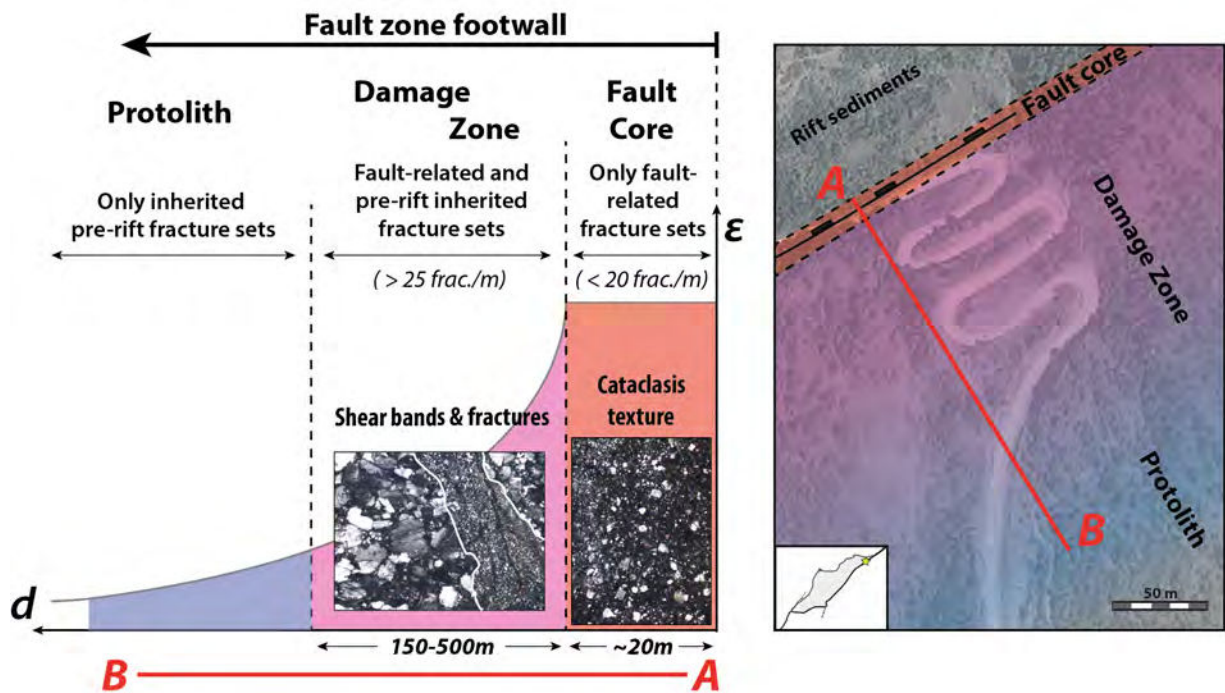 Fault zone footwall
Protolith
Damage
Zone
Fault
Core
Only inherited
pre-rift fracture sets
Fault-related and
pre-rift inherited
fracture sets
(> 25 frac./m)
Only fault-
related
fracture sets
(< 20 frac./m)
ε
Shear bands & fractures
Cataclasis
texture
d
150-500m
~20m
B
A
Rift sediments
Fault core
A
Damage Zone
Protolith
B
50 m